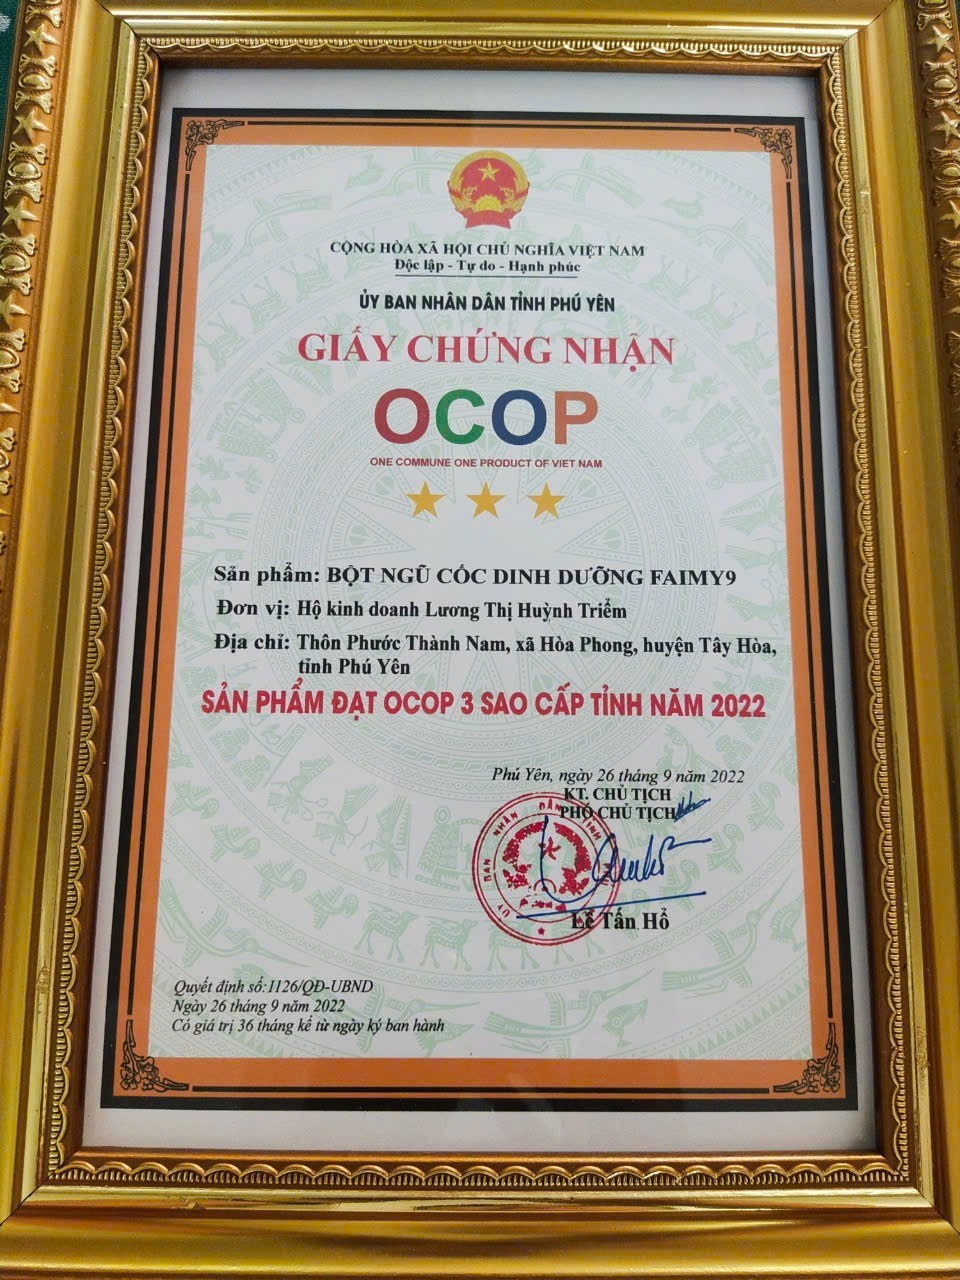 CỘNG HÒA XÃ HỘI CHỦ NGHĨA VIỆT NAM
Độc lập - Tự do - Hạnh phúc
ỦY BAN NHÂN DÂN TỈNH PHÚ YÊN
GIẤY CHỨNG NHẬN
OCOP
ONE COMMUNE ONE PRODUCT OF VIET NAM
Sản phẩm: BỘT NGŨ CỐC DINH DƯỠNG FAIMY9
Đơn vị: Hộ kinh doanh Lương Thị Huỳnh Triểm
Địa chỉ: Thôn Phước Thành Nam, xã Hòa Phong, huyện Tây Hòa,
tỉnh Phú Yên
SẢN PHẨM ĐẠT OCOP 3 SAO CẤP TỈNH NĂM 2022
Phú Yên, ngày 26 tháng 9 năm 2022
KT. CHỦ TỊCH
PHÓ CHỦ TỊCH
ỦY BAN NHÂN DÂN TỈNH
Lê Tấn Hổ
Quyết định số:1126/QĐ-UBND
Ngày 26 tháng 9 năm 2022
Có giá trị 36 tháng kể từ ngày ký ban hành